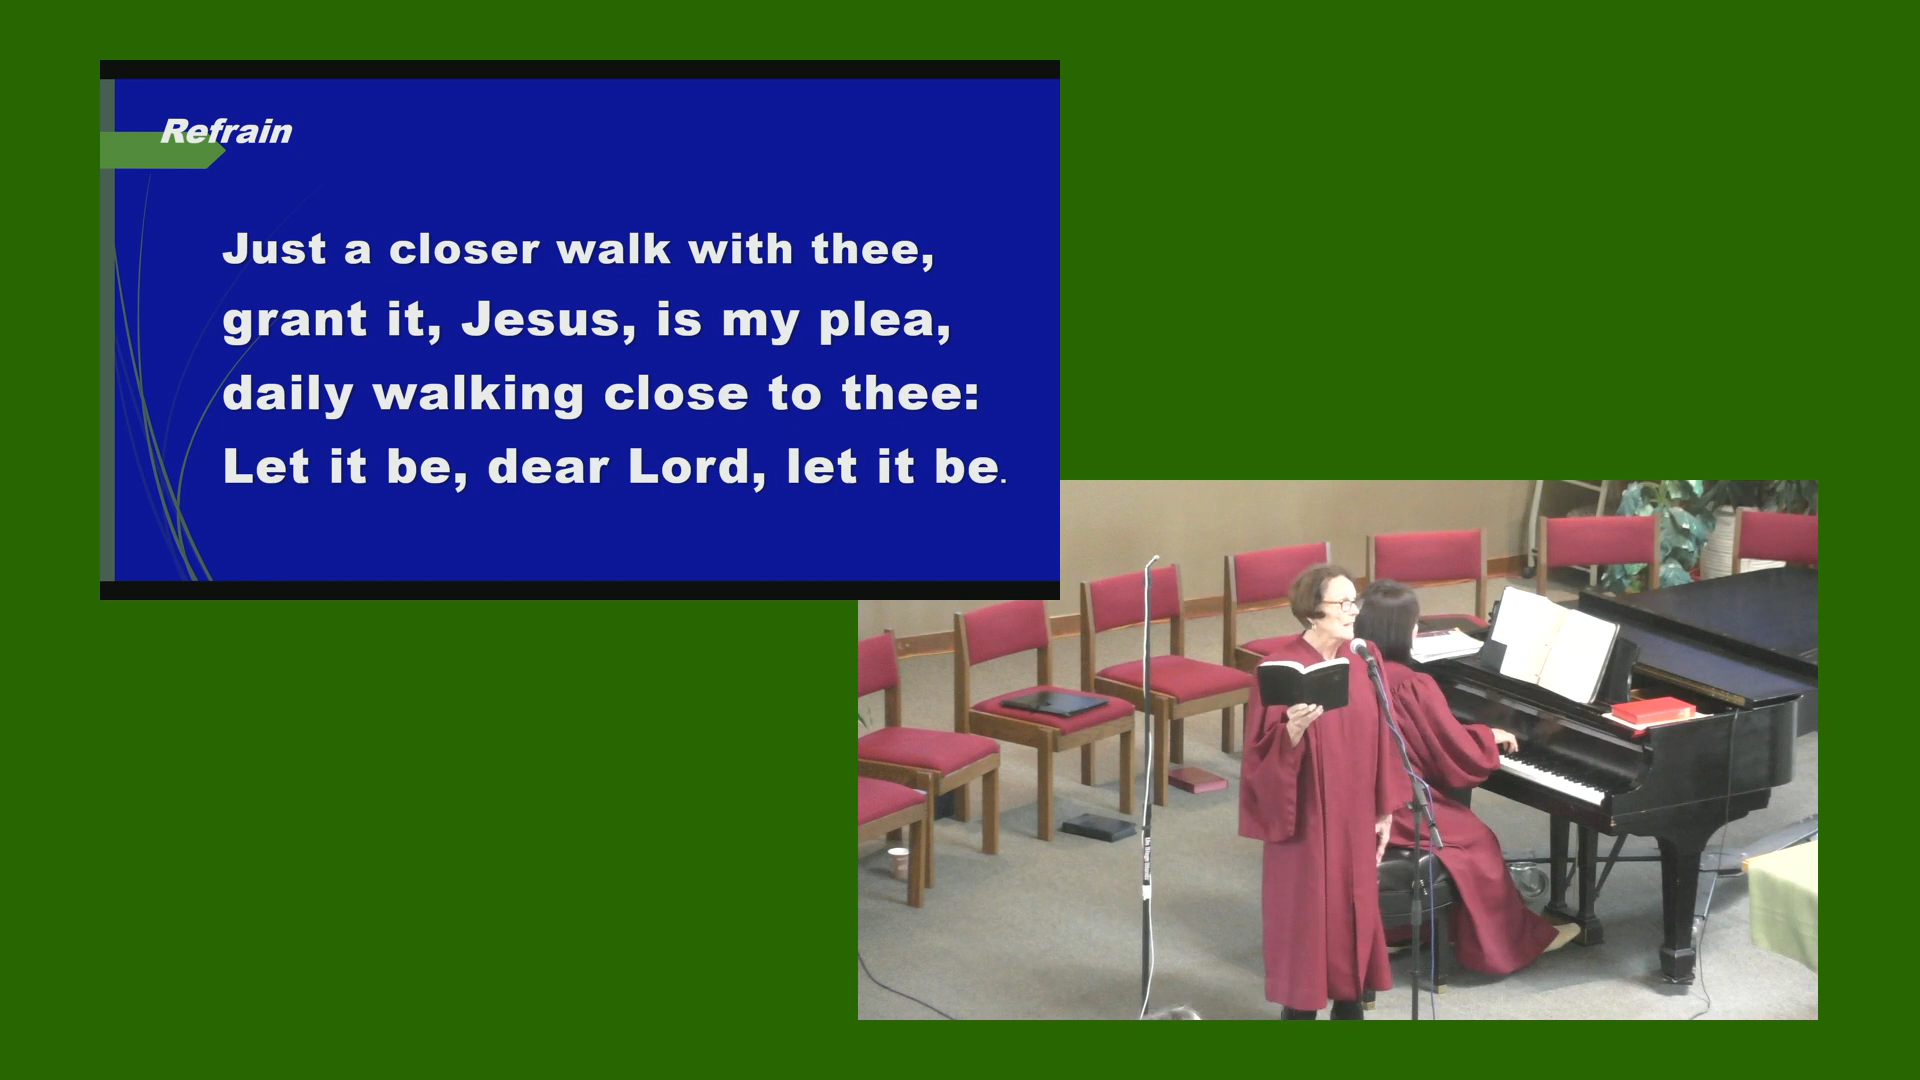 Refrain
Just a closer walk with thee,
grant it, Jesus, is my plea,
daily walking close to thee:
Let it be, dear Lord, let it be.